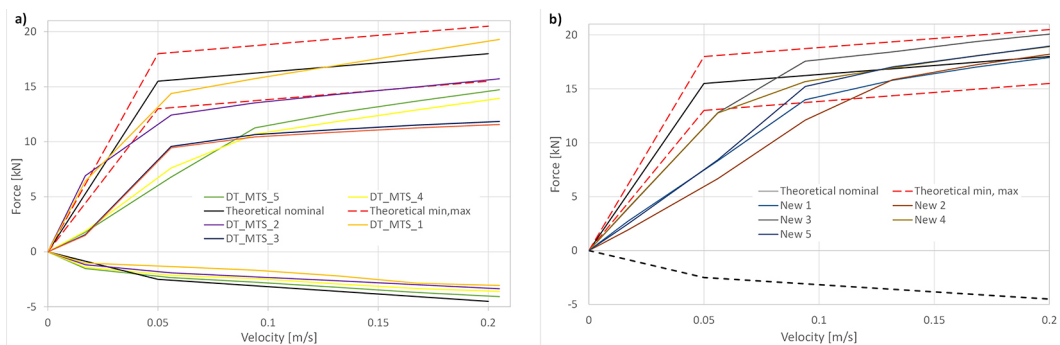 a)
20
15
10
5
0
-5
Force [kN]
DT_MTS_5 DT_MTS_4
Theoretical nominal Theoretical min,max
DT_MTS_2 DT_MTS_1
DT_MTS_3
0 0.05 0.1 0.15 0.2
Velocity [m/s]
b)
20
15
10
5
0
-5
Force [kN]
Theoretical nominal Theoretical min, max
New 1 New 2
New 3 New 4
New 5
0 0.05 0.1 0.15 0.2
Velocity [m/s]